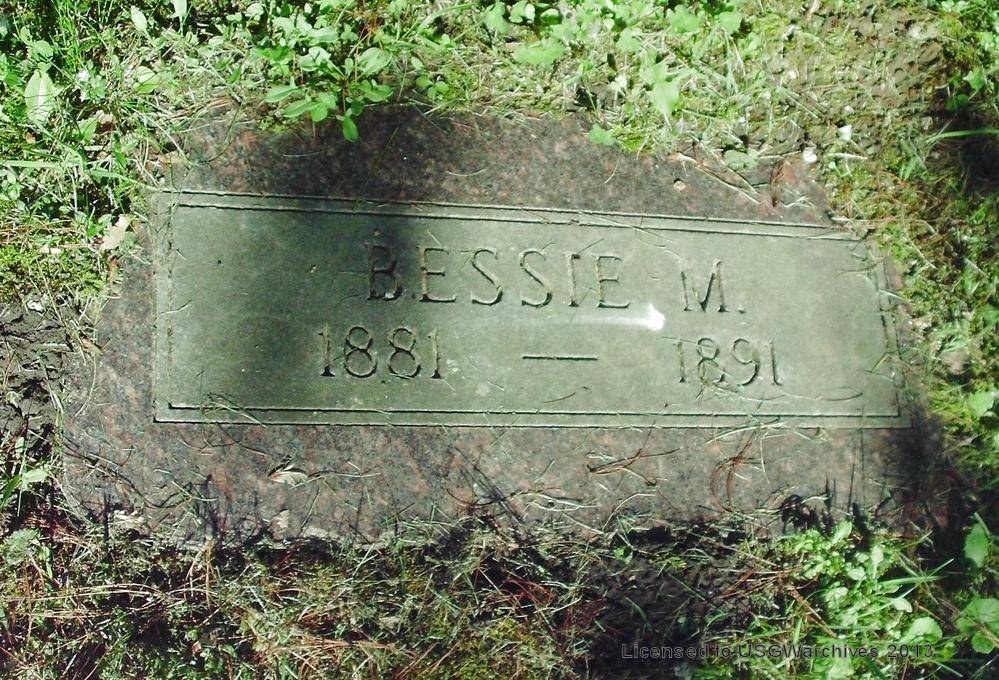 BESSIE M.
1881 — 1891
Licensed to USGWarchives 2013